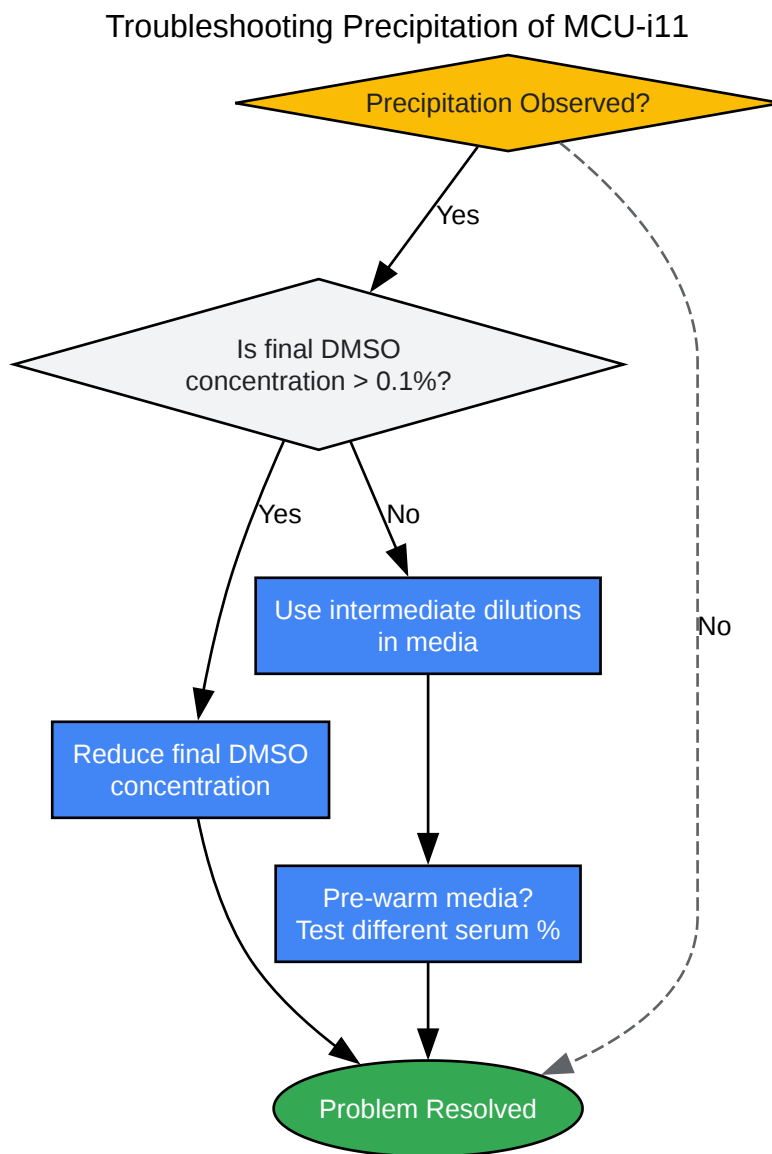 Troubleshooting Precipitation of MCU-i11
Precipitation Observed?
Yes
Is final DMSO
concentration > 0.1%?
Yes
No
Use intermediate dilutions
in media
No
Reduce final DMSO
concentration
Pre-warm media?
Test different serum %
Problem Resolved